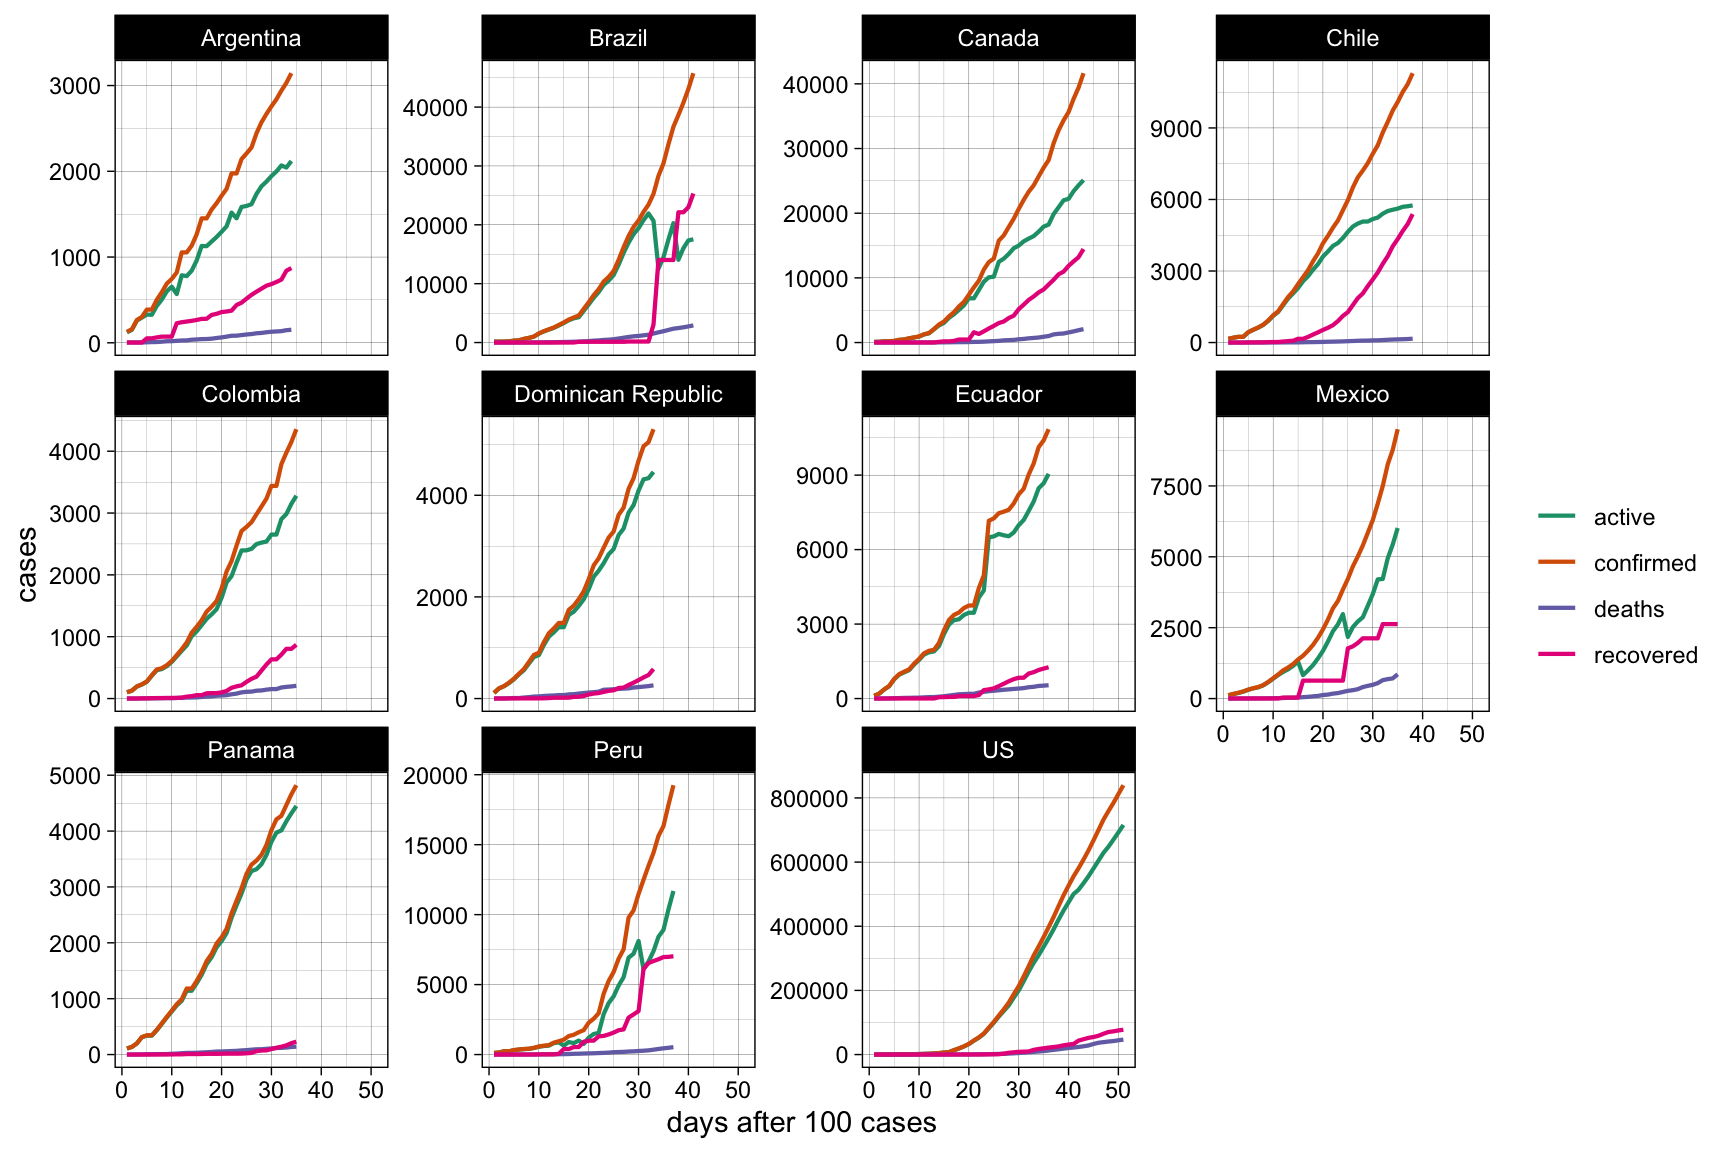 Argentina
Brazil
Canada
Chile
3000
2000
1000
0
40000
30000
20000
10000
0
40000
30000
20000
10000
0
9000
6000
3000
0
Colombia
Dominican Republic
Ecuador
Mexico
4000
3000
2000
1000
0
4000
2000
0
9000
6000
3000
0
7500
5000
2500
0
0 10 20 30 40 50
cases
active
confirmed
deaths
recovered
Panama
Peru
US
5000
4000
3000
2000
1000
0
20000
15000
10000
5000
0
800000
600000
400000
200000
0
0 10 20 30 40 50
0 10 20 30 40 50
0 10 20 30 40 50
days after 100 cases